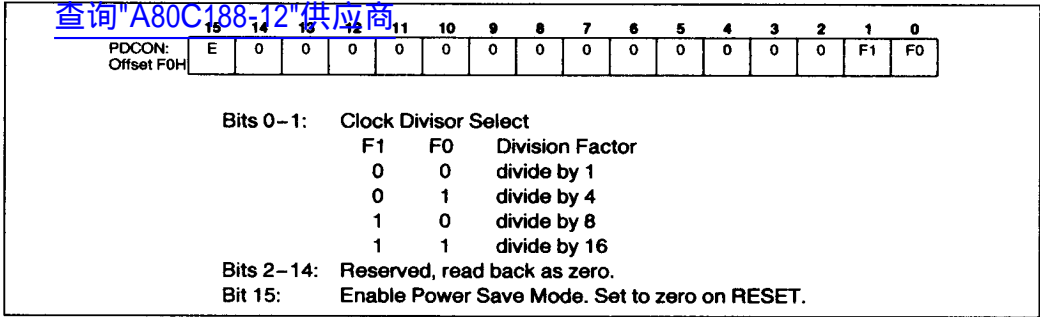 查询"A80C188-12"供应商
15 14 13 12 11 10 9 8 7 6 5 4 3 2 1 0
PDCON: E 0 0 0 0 0 0 0 0 0 0 0 0 0 F1 F0
Offset F0H
Bits 0–1: Clock Divisor Select
F1 F0 Division Factor
0 0 divide by 1
0 1 divide by 4
1 0 divide by 8
1 1 divide by 16
Bits 2–14: Reserved, read back as zero.
Bit 15: Enable Power Save Mode. Set to zero on RESET.